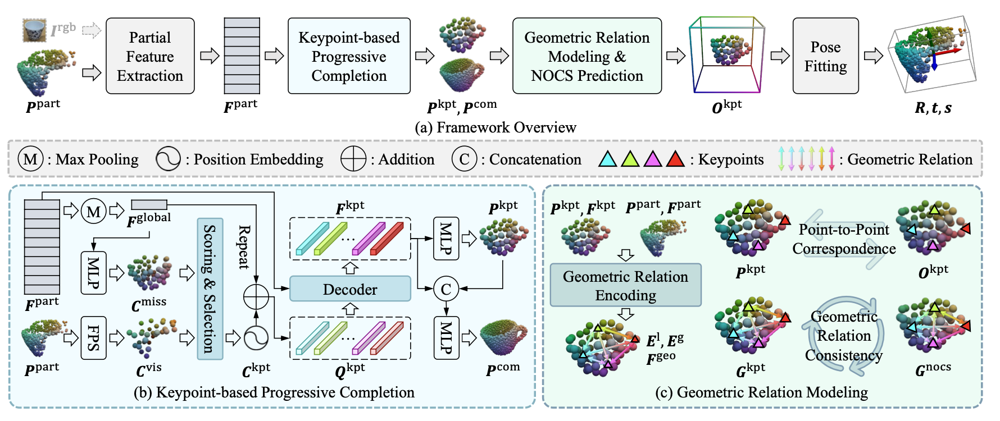 I^rgb
P^part
Partial
Feature
Extraction
F^part
Keypoint-based
Progressive
Completion
P^kpt, P^com
Geometric Relation
Modeling &
NOCS Prediction
O^kpt
Pose
Fitting
R, t, s
(a) Framework Overview
M : Max Pooling
: Position Embedding
: Addition
C : Concatenation
: Keypoints
: Geometric Relation
F^part
M
F^global
MLP
C^miss
P^part
FPS
C^vis
Scoring & Selection
Repeat
C^kpt
F^kpt
...
Decoder
...
Q^kpt
MLP
P^kpt
C
MLP
P^com
(b) Keypoint-based Progressive Completion
P^kpt, F^kpt
P^part, F^part
Geometric Relation
Encoding
E^l, E^g
F^geo
P^kpt
Point-to-Point
Correspondence
O^kpt
G^kpt
Geometric
Relation
Consistency
G^nocs
(c) Geometric Relation Modeling